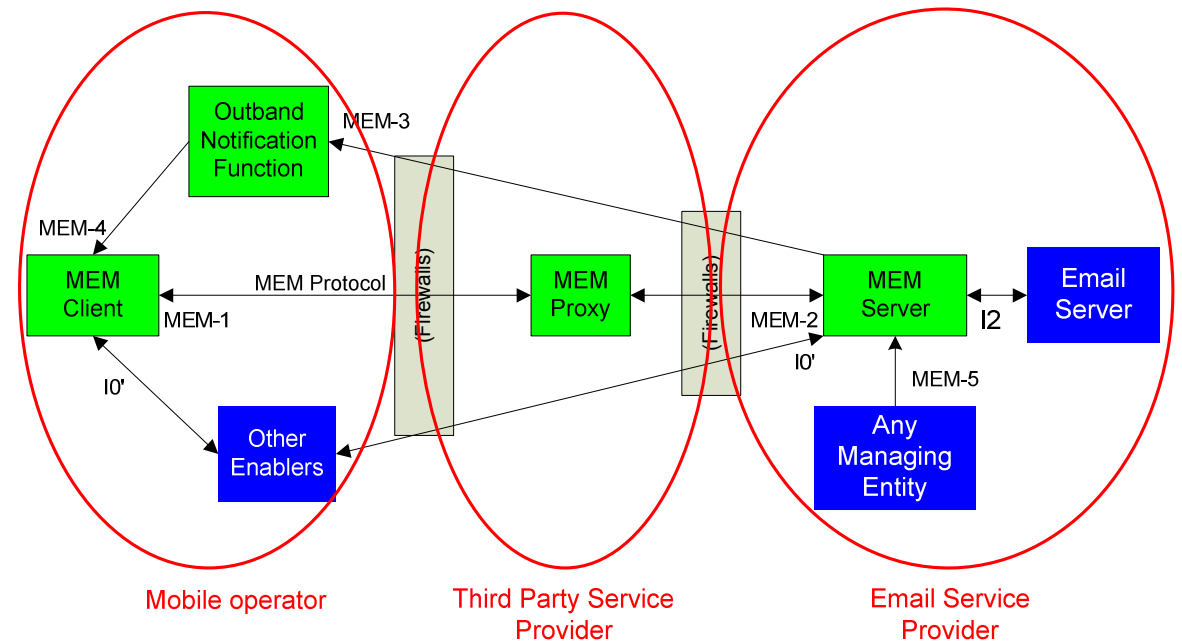 Outband
Notification
Function
MEM-3
MEM-4
MEM
Client
MEM Protocol
MEM-1
(Firewalls)
MEM
Proxy
(Firewalls)
MEM-2
MEM
Server
I2
Email
Server
I0'
I0'
MEM-5
Other
Enablers
Any
Managing
Entity
Mobile operator
Third Party Service
Provider
Email Service
Provider